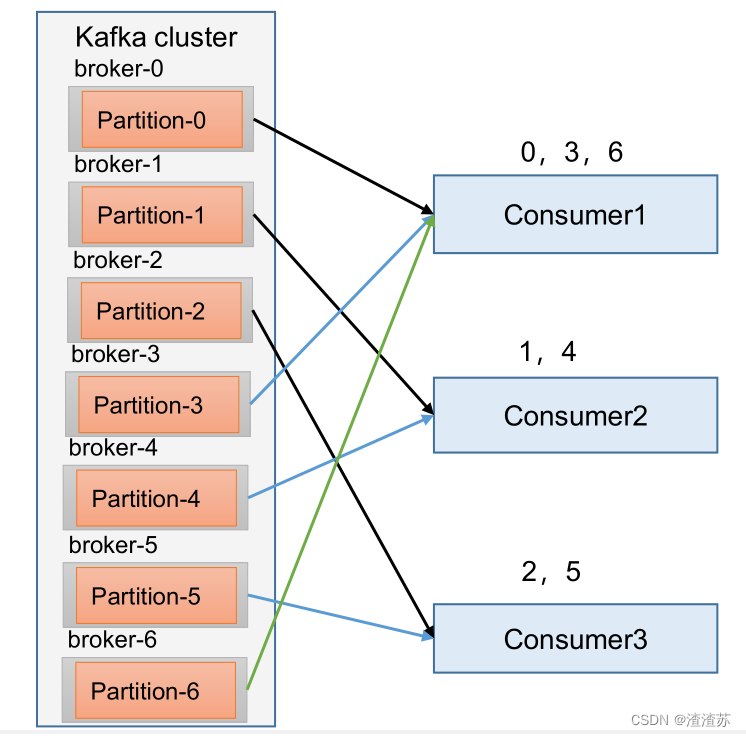 Kafka cluster
broker-0
Partition-0
broker-1
Partition-1
broker-2
Partition-2
broker-3
Partition-3
broker-4
Partition-4
broker-5
Partition-5
broker-6
Partition-6
0，3，6
Consumer1
1，4
Consumer2
2，5
Consumer3
CSDN @渣渣苏